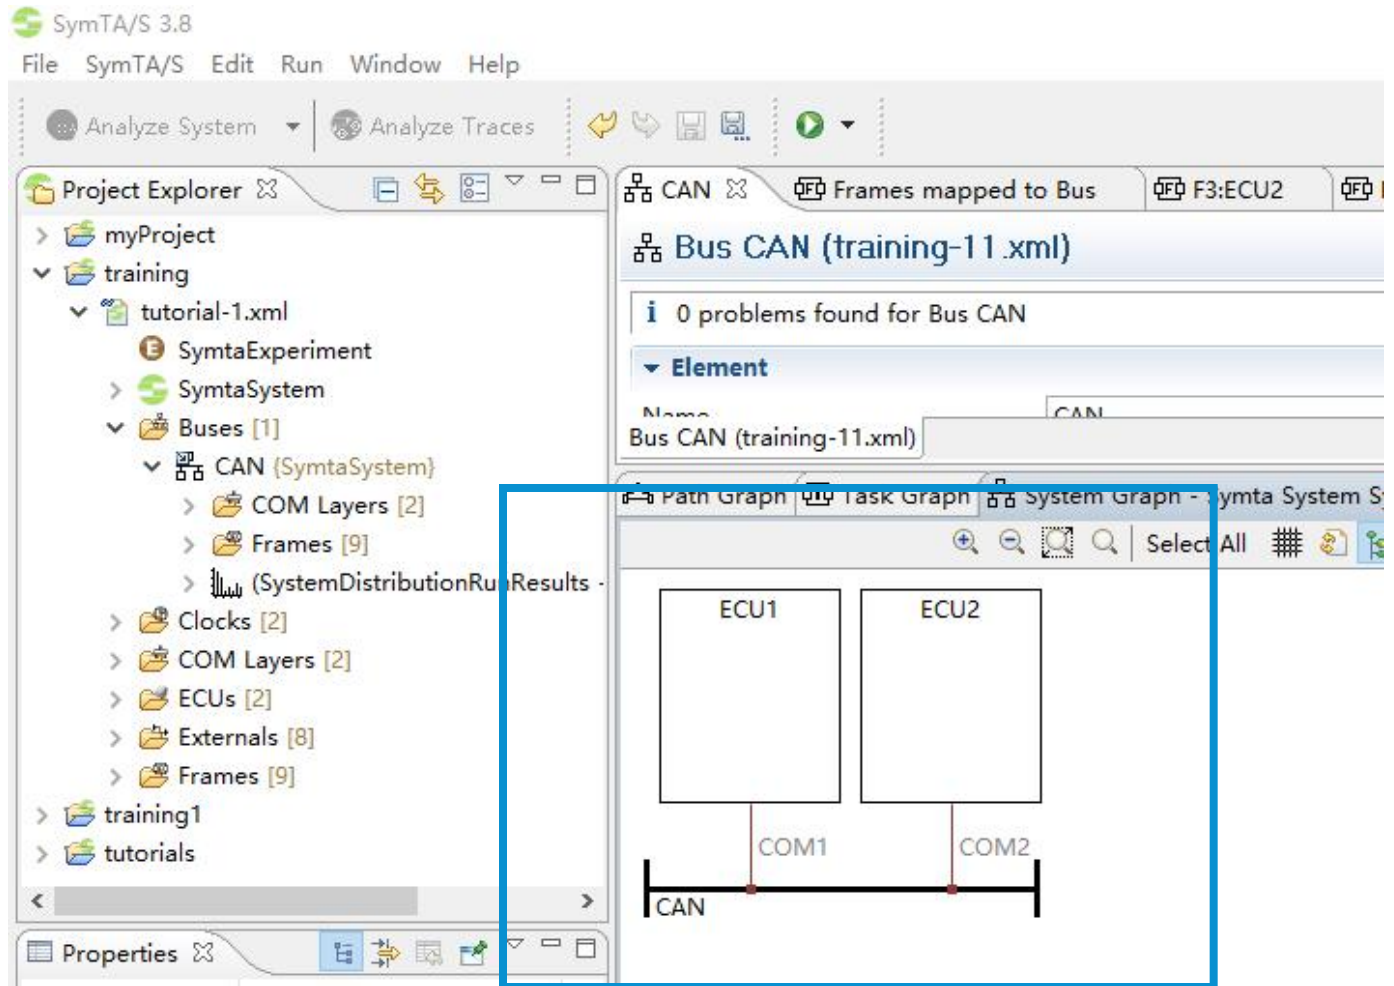 SymTA/S 3.8
File SymTA/S Edit Run Window Help
Analyze System Analyze Traces
Project Explorer
myProject
training
tutorial-1.xml
SymtaExperiment
SymtaSystem
Buses [1]
CAN {SymtaSystem}
COM Layers [2]
Frames [9]
(SystemDistributionRunResults -
Clocks [2]
COM Layers [2]
ECUs [2]
Externals [8]
Frames [9]
training1
tutorials
Properties
CAN Frames mapped to Bus F3:ECU2
Bus CAN (training-11.xml)
i 0 problems found for Bus CAN
Element
Name CAN
Bus CAN (training-11.xml)
Path Graph Task Graph System Graph - Symta System
Select All
ECU1 ECU2
COM1 COM2
CAN